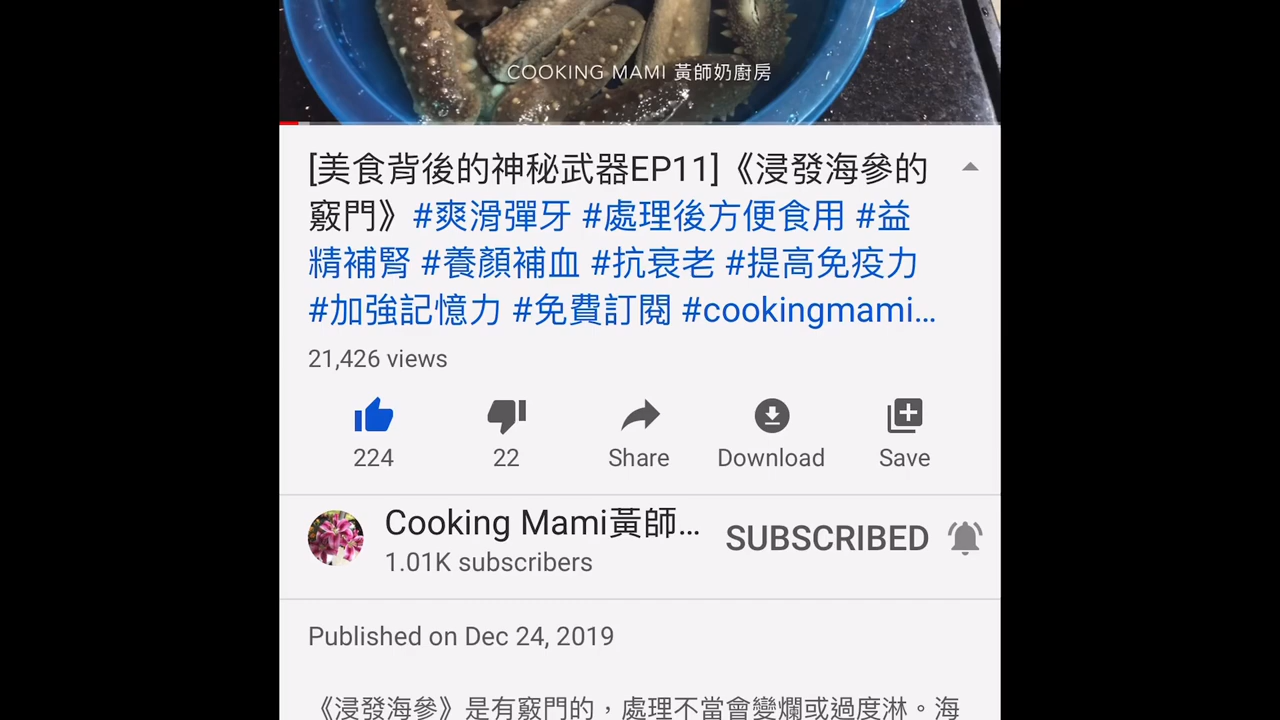 COOKING MAMI 黃師奶廚房
[美食背後的神秘武器EP11]《浸發海參的
竅門》#爽滑彈牙 #處理後方便食用 #益
精補腎 #養顏補血 #抗衰老 #提高免疫力
#加強記憶力 #免費訂閱 #cookingmami...
21,426 views
224 22 Share Download Save
Cooking Mami黃師... SUBSCRIBED
1.01K subscribers
Published on Dec 24, 2019
《浸發海參》是有竅門的，處理不當會變爛或過度淋。海